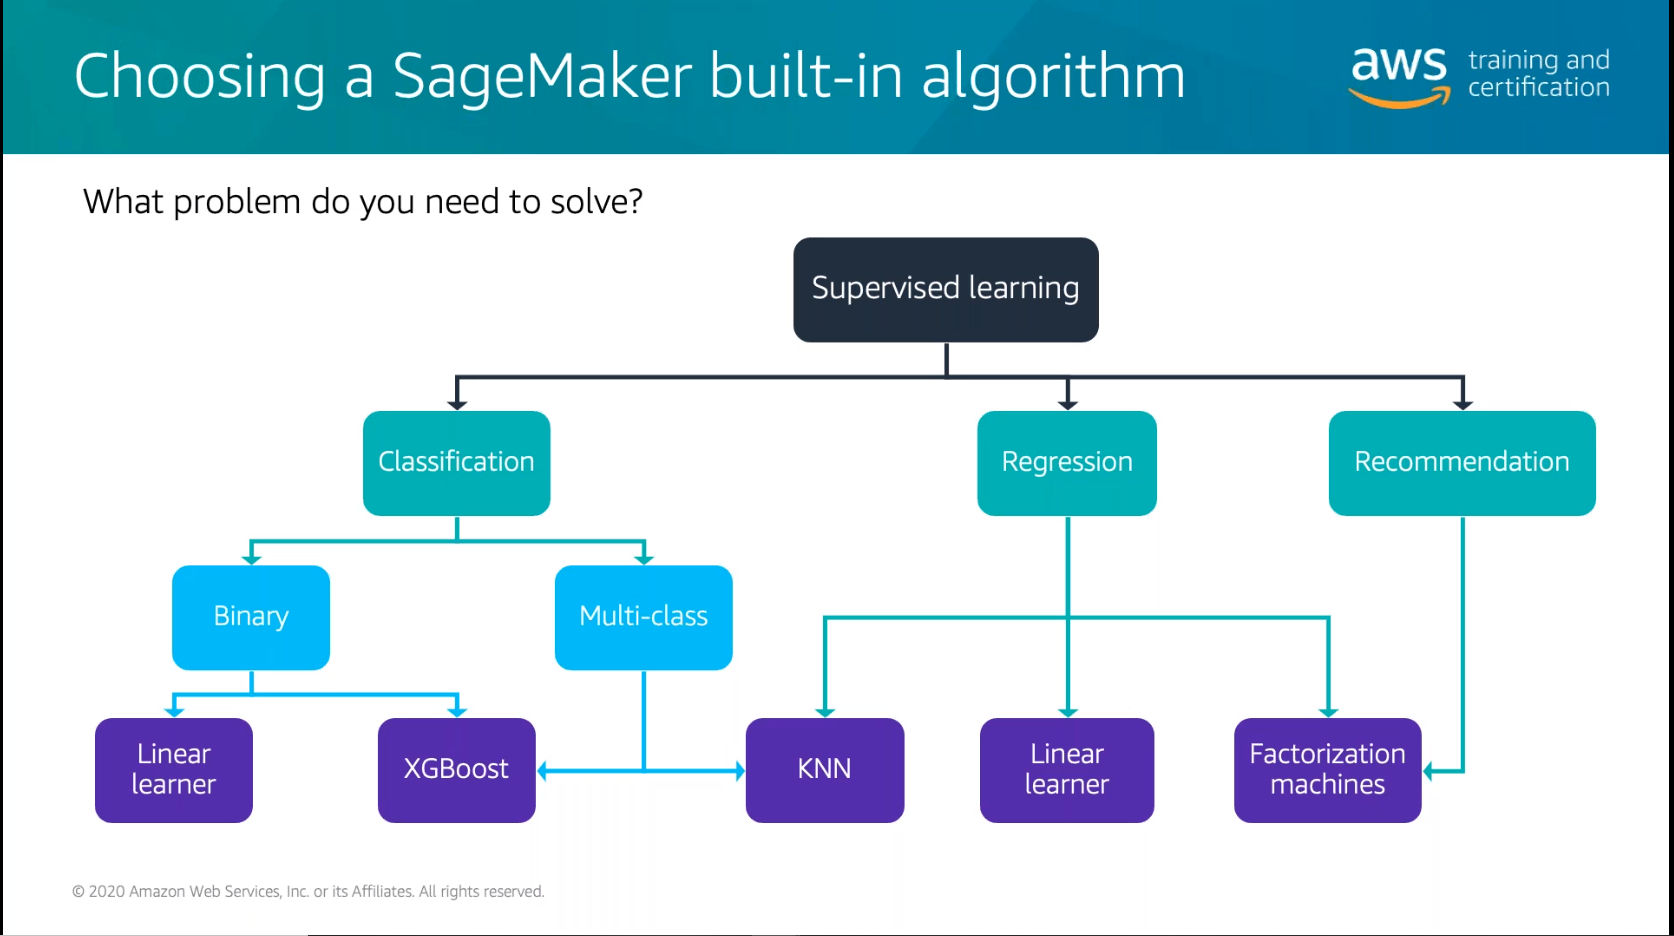 Choosing a SageMaker built-in algorithm
aws
training and
certification
What problem do you need to solve?
Supervised learning
Classification
Regression
Recommendation
Binary
Multi-class
Linear
learner
XGBoost
KNN
Linear
learner
Factorization
machines
© 2020 Amazon Web Services, Inc. or its Affiliates. All rights reserved.